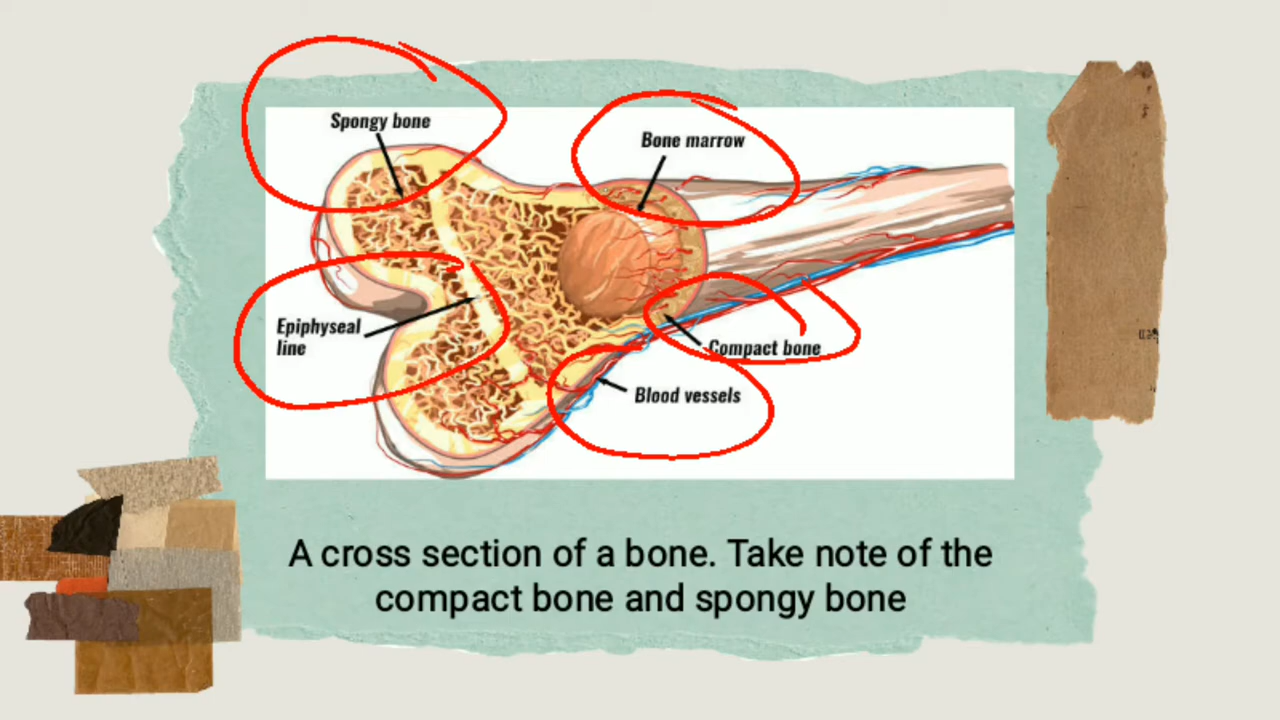 Spongy bone
Bone marrow
Epiphyseal
line
Compact bone
Blood vessels
A cross section of a bone. Take note of the
compact bone and spongy bone